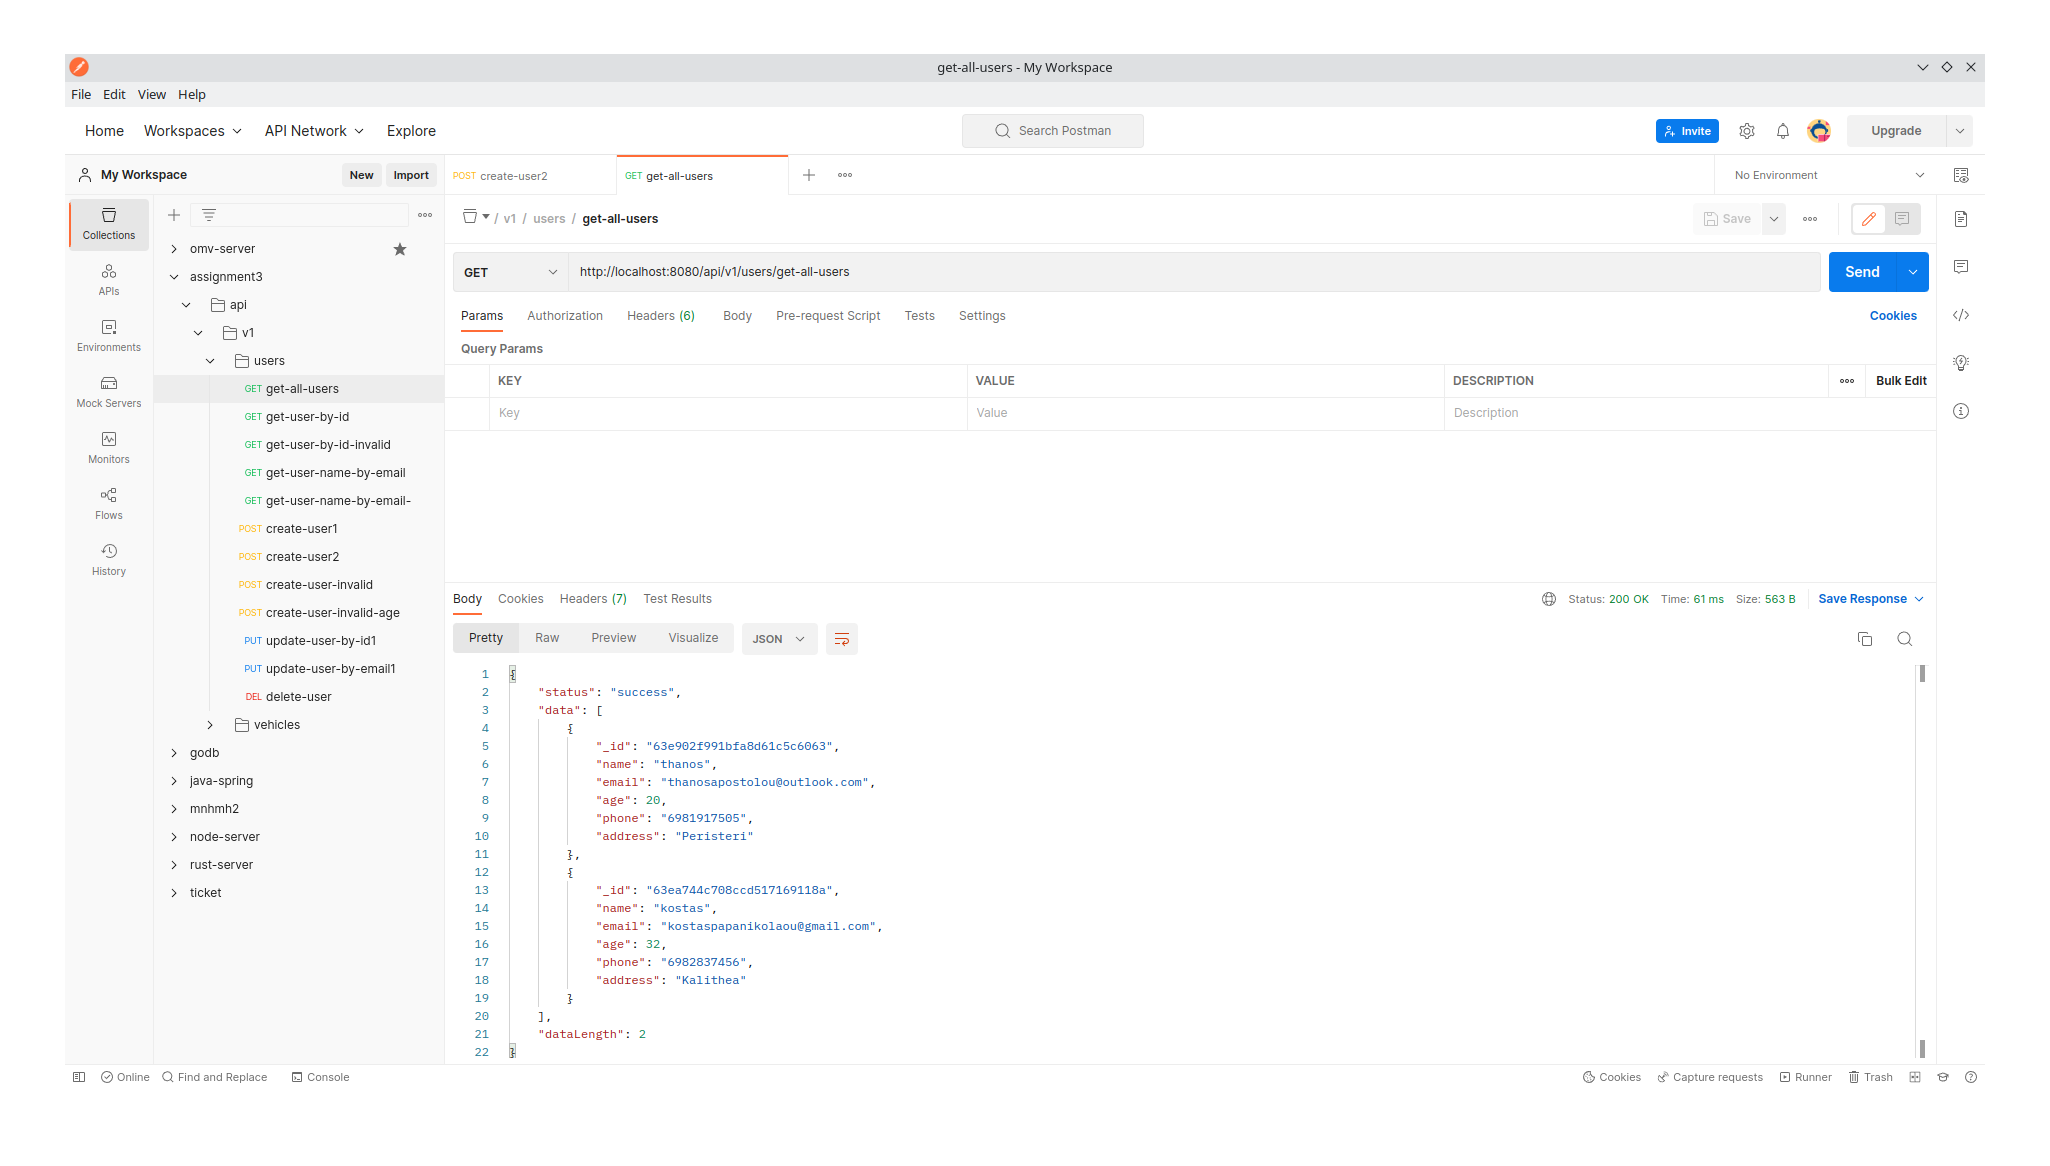 get-all-users - My Workspace
File Edit View Help
Home Workspaces API Network Explore Search Postman Invite Upgrade
My Workspace New Import POST create-user2 GET get-all-users No Environment
/ v1 / users / get-all-users Save
Collections
APIs
Environments
Mock Servers
Monitors
Flows
History
omv-server
assignment3
api
v1
users
GET get-all-users
GET get-user-by-id
GET get-user-by-id-invalid
GET get-user-name-by-email
GET get-user-name-by-email-
POST create-user1
POST create-user2
POST create-user-invalid
POST create-user-invalid-age
PUT update-user-by-id1
PUT update-user-by-email1
DEL delete-user
vehicles
godb
java-spring
mnhmh2
node-server
rust-server
ticket
GET http://localhost:8080/api/v1/users/get-all-users Send
Params Authorization Headers (6) Body Pre-request Script Tests Settings Cookies
Query Params
KEY VALUE DESCRIPTION Bulk Edit
Key Value Description
Body Cookies Headers (7) Test Results Status: 200 OK Time: 61 ms Size: 563 B Save Response
Pretty Raw Preview Visualize JSON
1 {
2 "status": "success",
3 "data": [
4 {
5 "_id": "63e902f991bfa8d61c5c6063",
6 "name": "thanos",
7 "email": "thanosapostolou@outlook.com",
8 "age": 20,
9 "phone": "6981917505",
10 "address": "Peristeri"
11 },
12 {
13 "_id": "63ea744c708ccd517169118a",
14 "name": "kostas",
15 "email": "kostaspapanikolaou@gmail.com",
16 "age": 32,
17 "phone": "6982837456",
18 "address": "Kalithea"
19 }
20 ],
21 "dataLength": 2
22 }
Online Find and Replace Console Cookies Capture requests Runner Trash